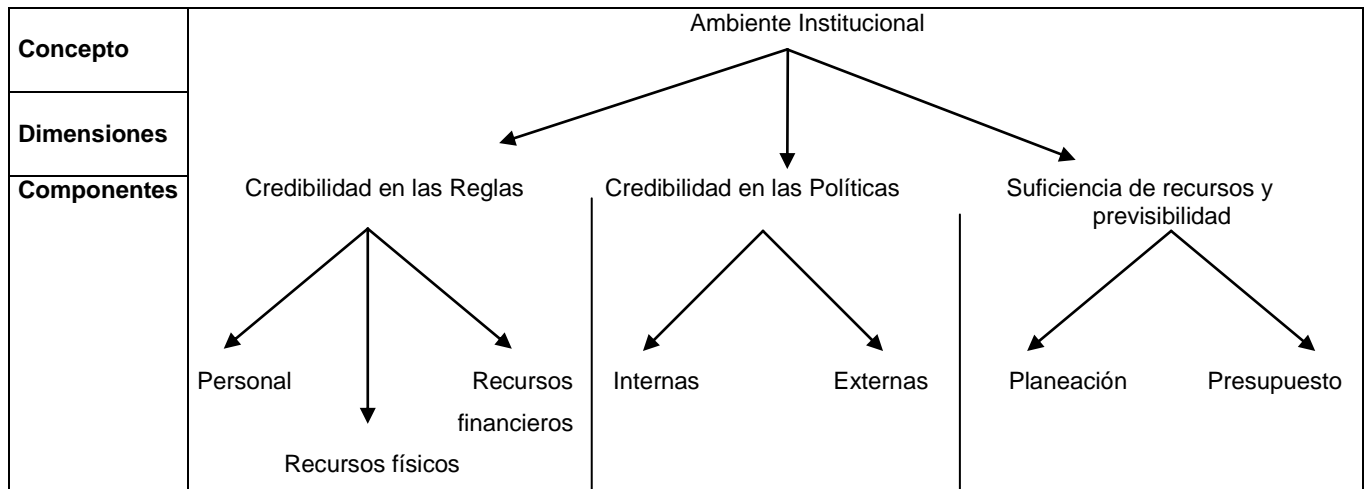 Concepto
Ambiente Institucional
Dimensiones
Componentes
Credibilidad en las Reglas
Credibilidad en las Políticas
Suficiencia de recursos y
previsibilidad
Personal
Recursos
financieros
Recursos físicos
Internas
Externas
Planeación
Presupuesto